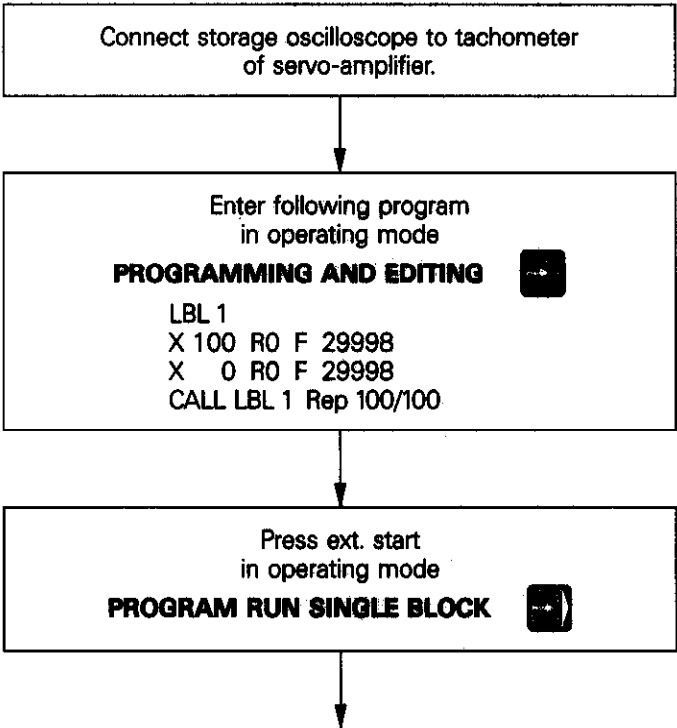 Connect storage oscilloscope to tachometer
of servo-amplifier.
Enter following program
in operating mode
PROGRAMMING AND EDITING
LBL 1
X 100 R0 F 29998
X 0 R0 F 29998
CALL LBL 1 Rep 100/100
Press ext. start
in operating mode
PROGRAM RUN SINGLE BLOCK